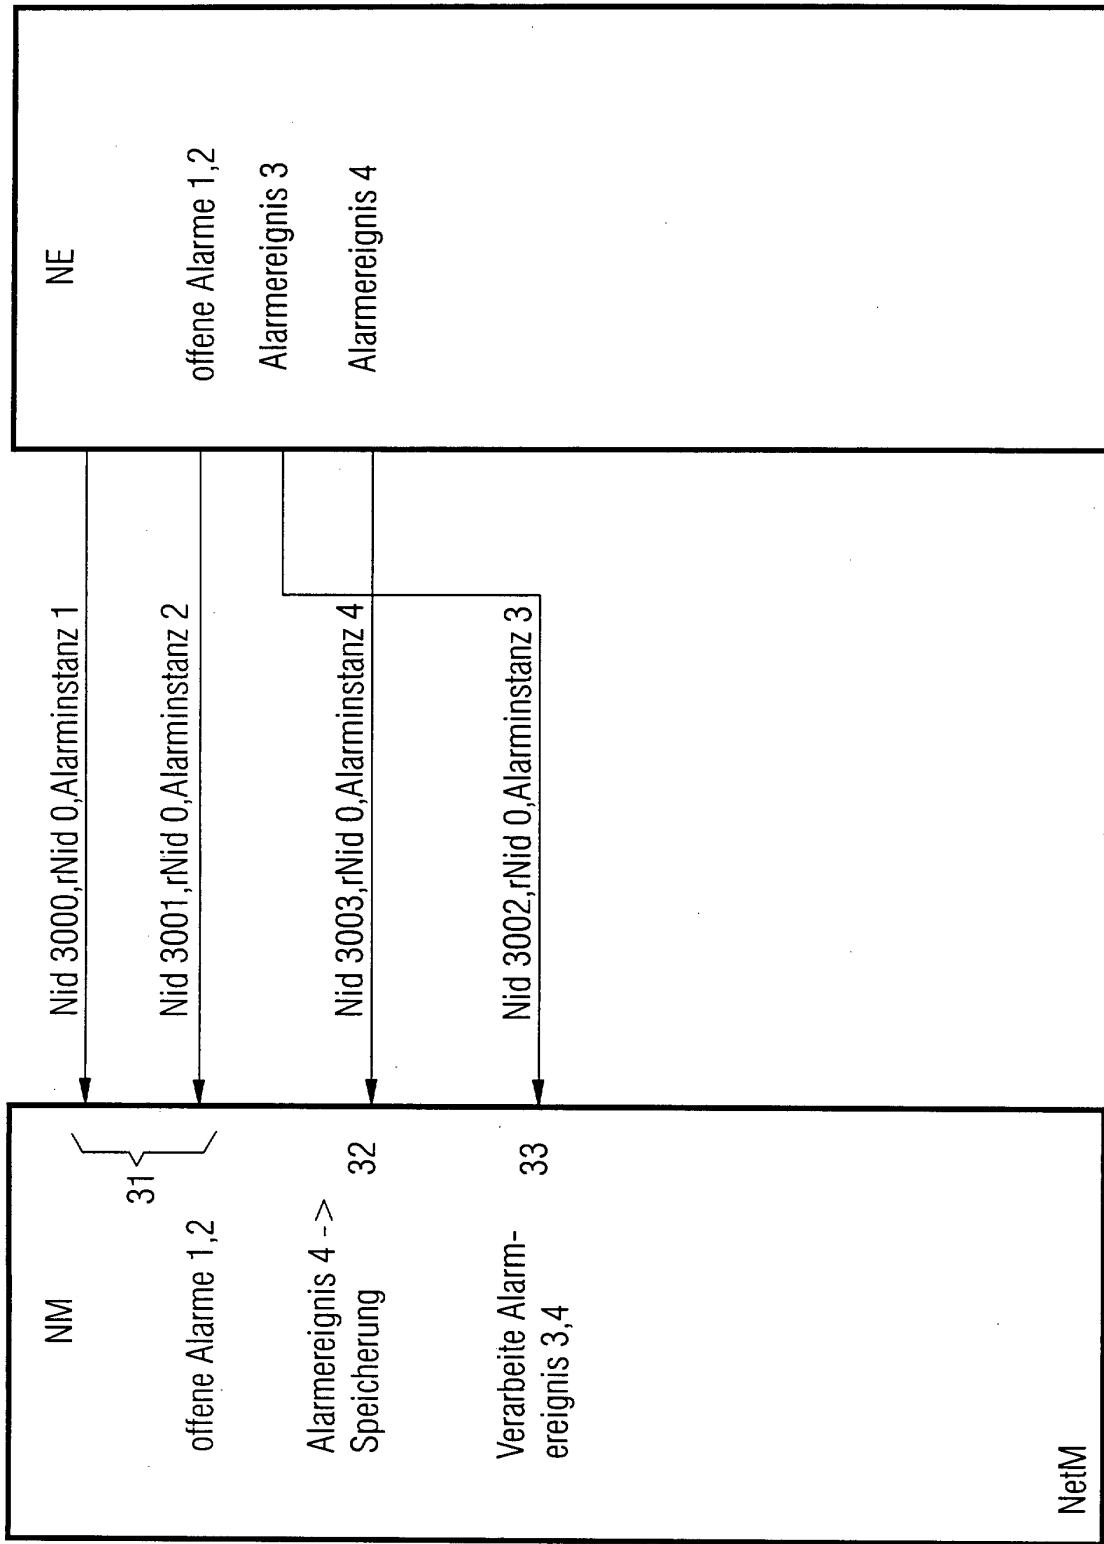 NM
NE
Nid 3000,rNid 0,Alarminstanz 1
31
offene Alarme 1,2
Nid 3001,rNid 0,Alarminstanz 2
offene Alarme 1,2
Alarmereignis 3
Alarmereignis 4 ->
Speicherung
32
Nid 3003,rNid 0,Alarminstanz 4
Alarmereignis 4
Verarbeite Alarm-
ereignis 3,4
33
Nid 3002,rNid 0,Alarminstanz 3
NetM